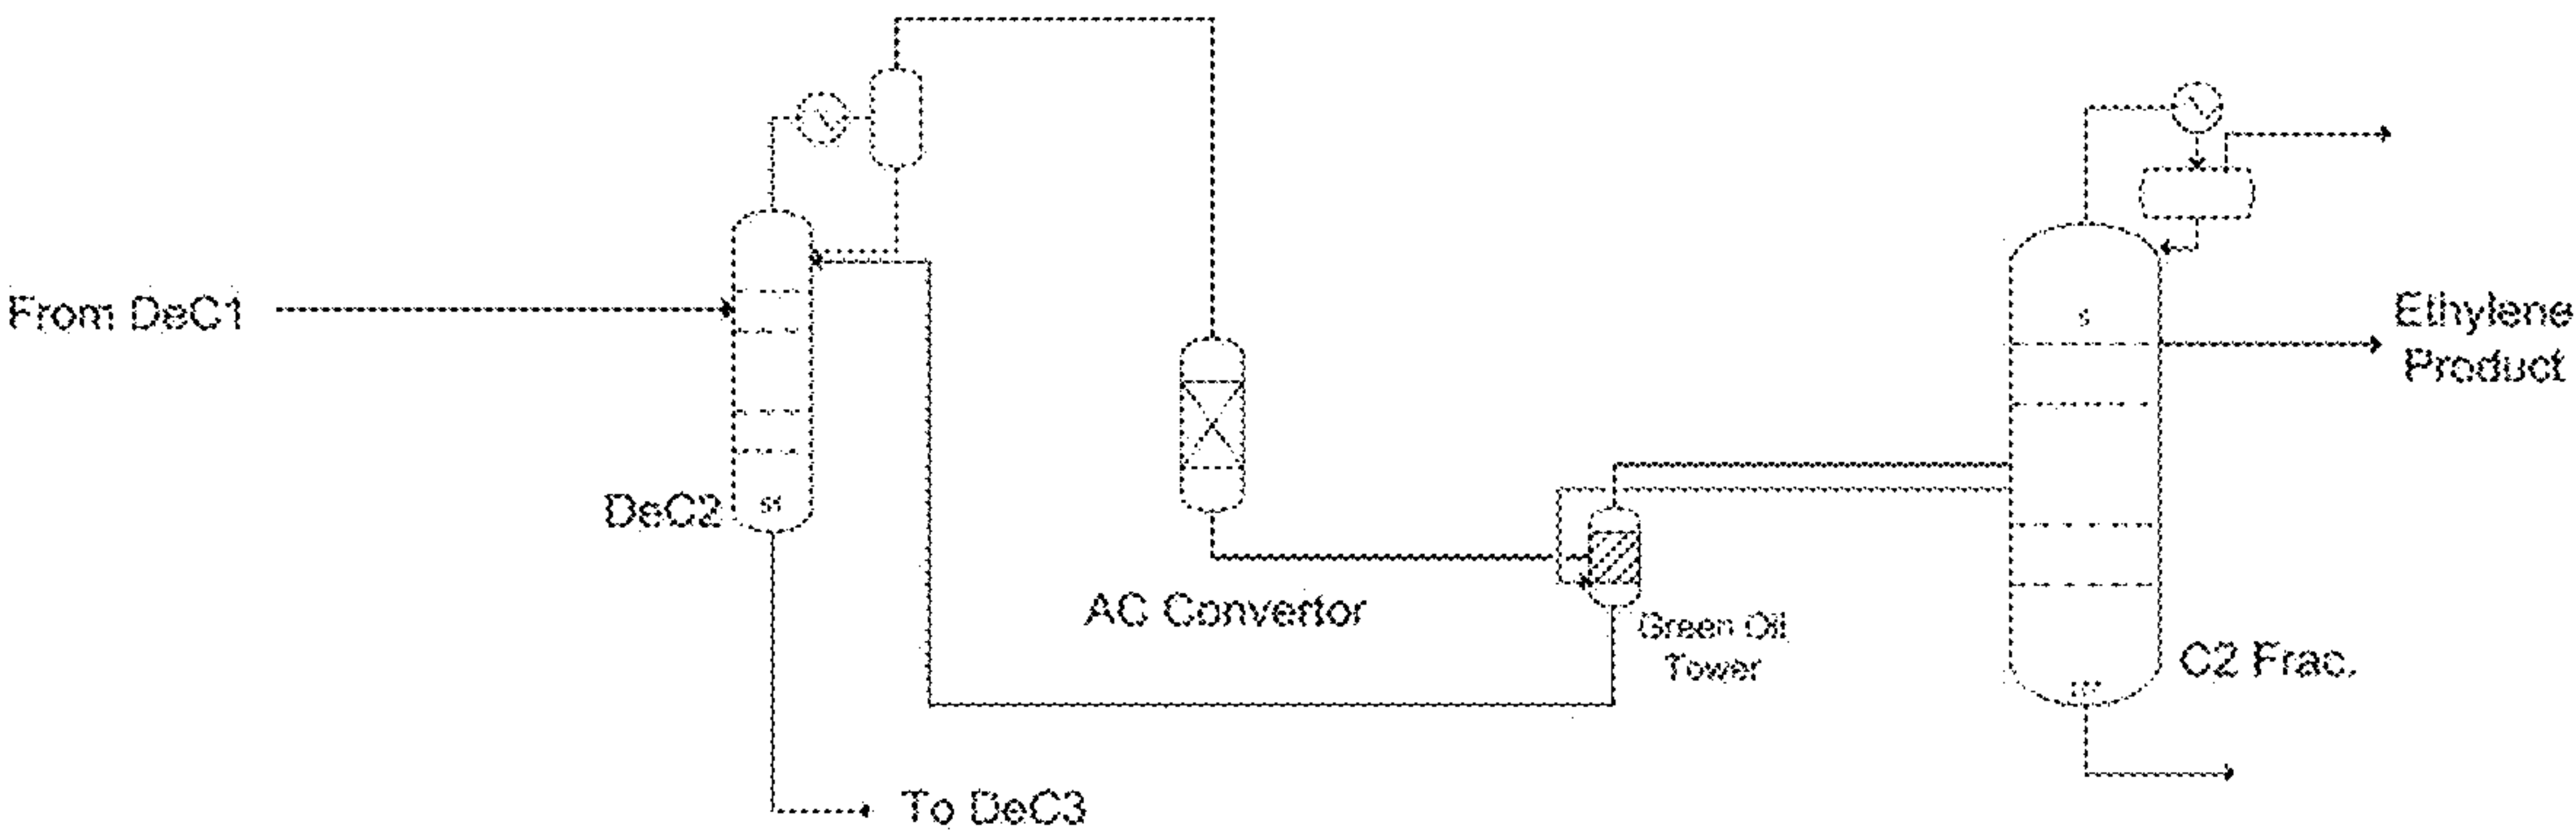 From DeC1
Ethylene
Product
DeC2
AC Convertor
Green Oil
Tower
C2 Frac.
To DeC3